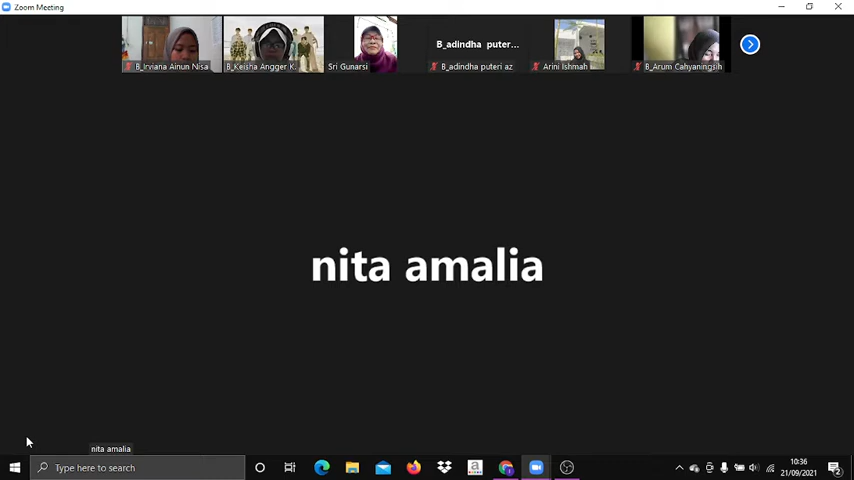 Zoom Meeting
B_Irviana Ainun Nisa
B_Keisha Angger K.
Sri Gunarsi
B_adindha puteri az
B_adindha puter...
Arini Ishmah
B_Arum Cahyaningsih
nita amalia
nita amalia
Type here to search
10:36
21/09/2021
2